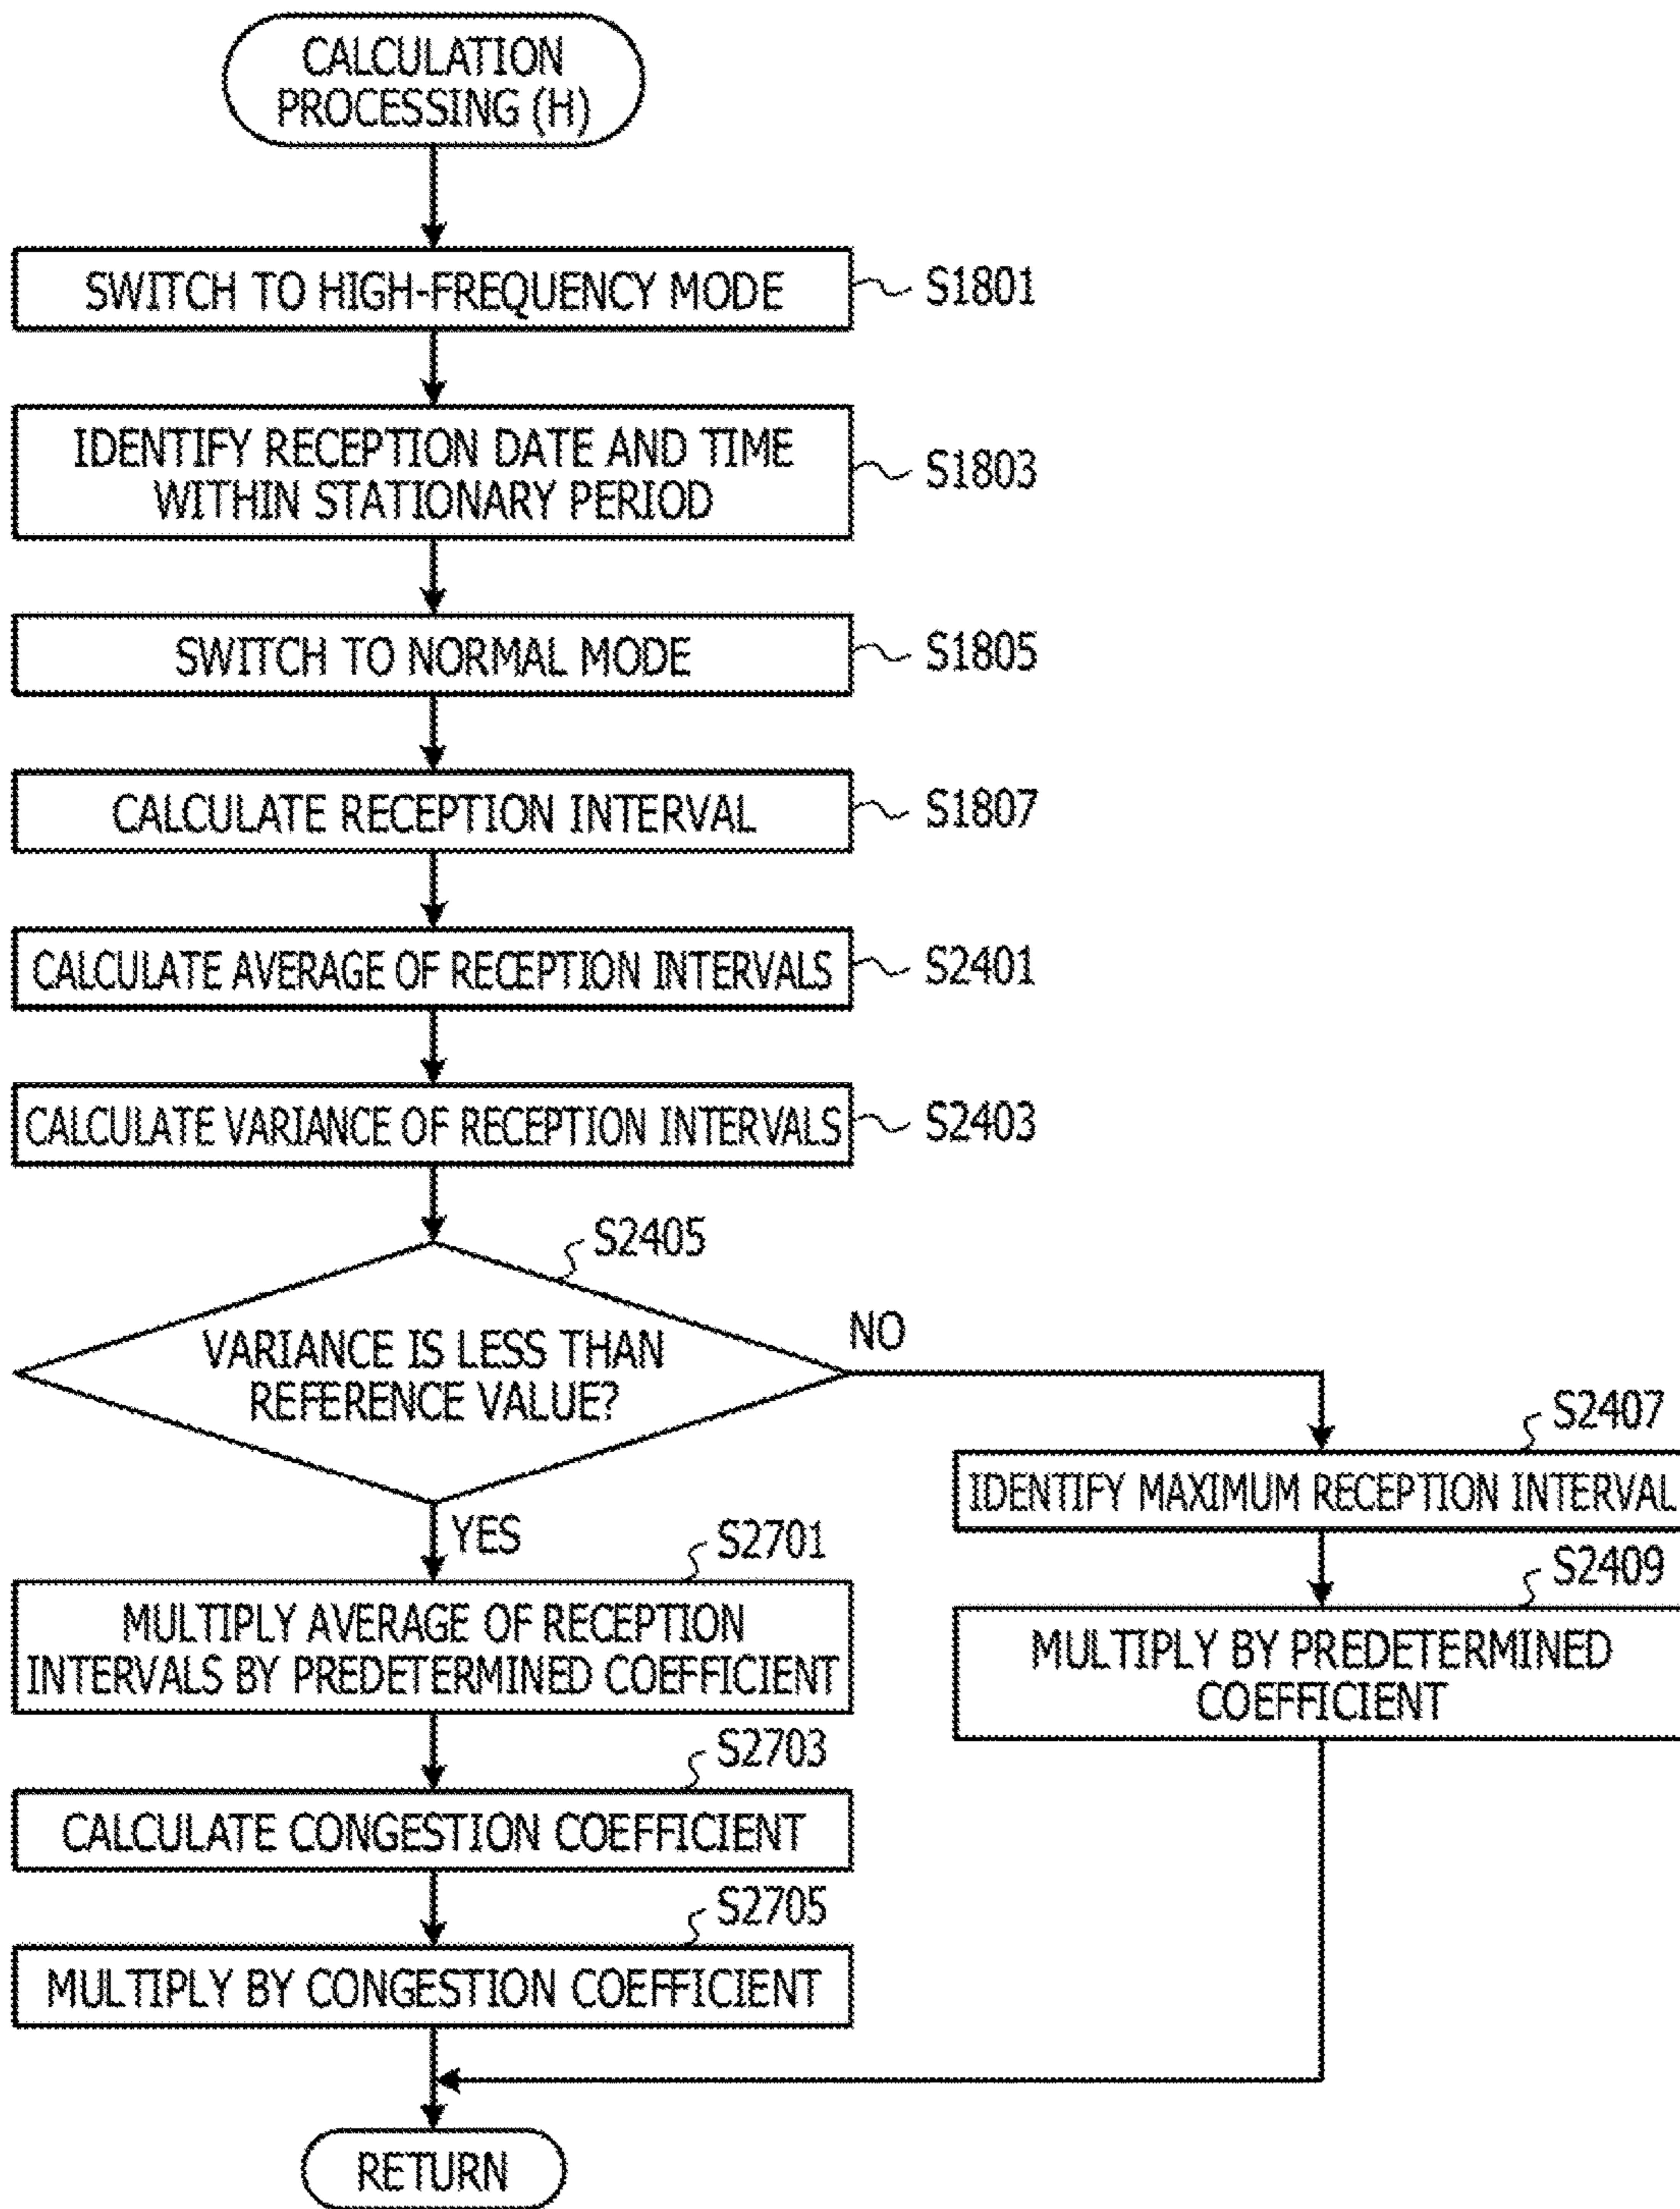 CALCULATION
PROCESSING (H)
SWITCH TO HIGH-FREQUENCY MODE
S1801
IDENTIFY RECEPTION DATE AND TIME
WITHIN STATIONARY PERIOD
S1803
SWITCH TO NORMAL MODE
S1805
CALCULATE RECEPTION INTERVAL
S1807
CALCULATE AVERAGE OF RECEPTION INTERVALS
S2401
CALCULATE VARIANCE OF RECEPTION INTERVALS
S2403
S2405
VARIANCE IS LESS THAN
REFERENCE VALUE?
NO
YES
S2407
IDENTIFY MAXIMUM RECEPTION INTERVAL
S2409
MULTIPLY BY PREDETERMINED
COEFFICIENT
S2701
MULTIPLY AVERAGE OF RECEPTION
INTERVALS BY PREDETERMINED COEFFICIENT
S2703
CALCULATE CONGESTION COEFFICIENT
S2705
MULTIPLY BY CONGESTION COEFFICIENT
RETURN